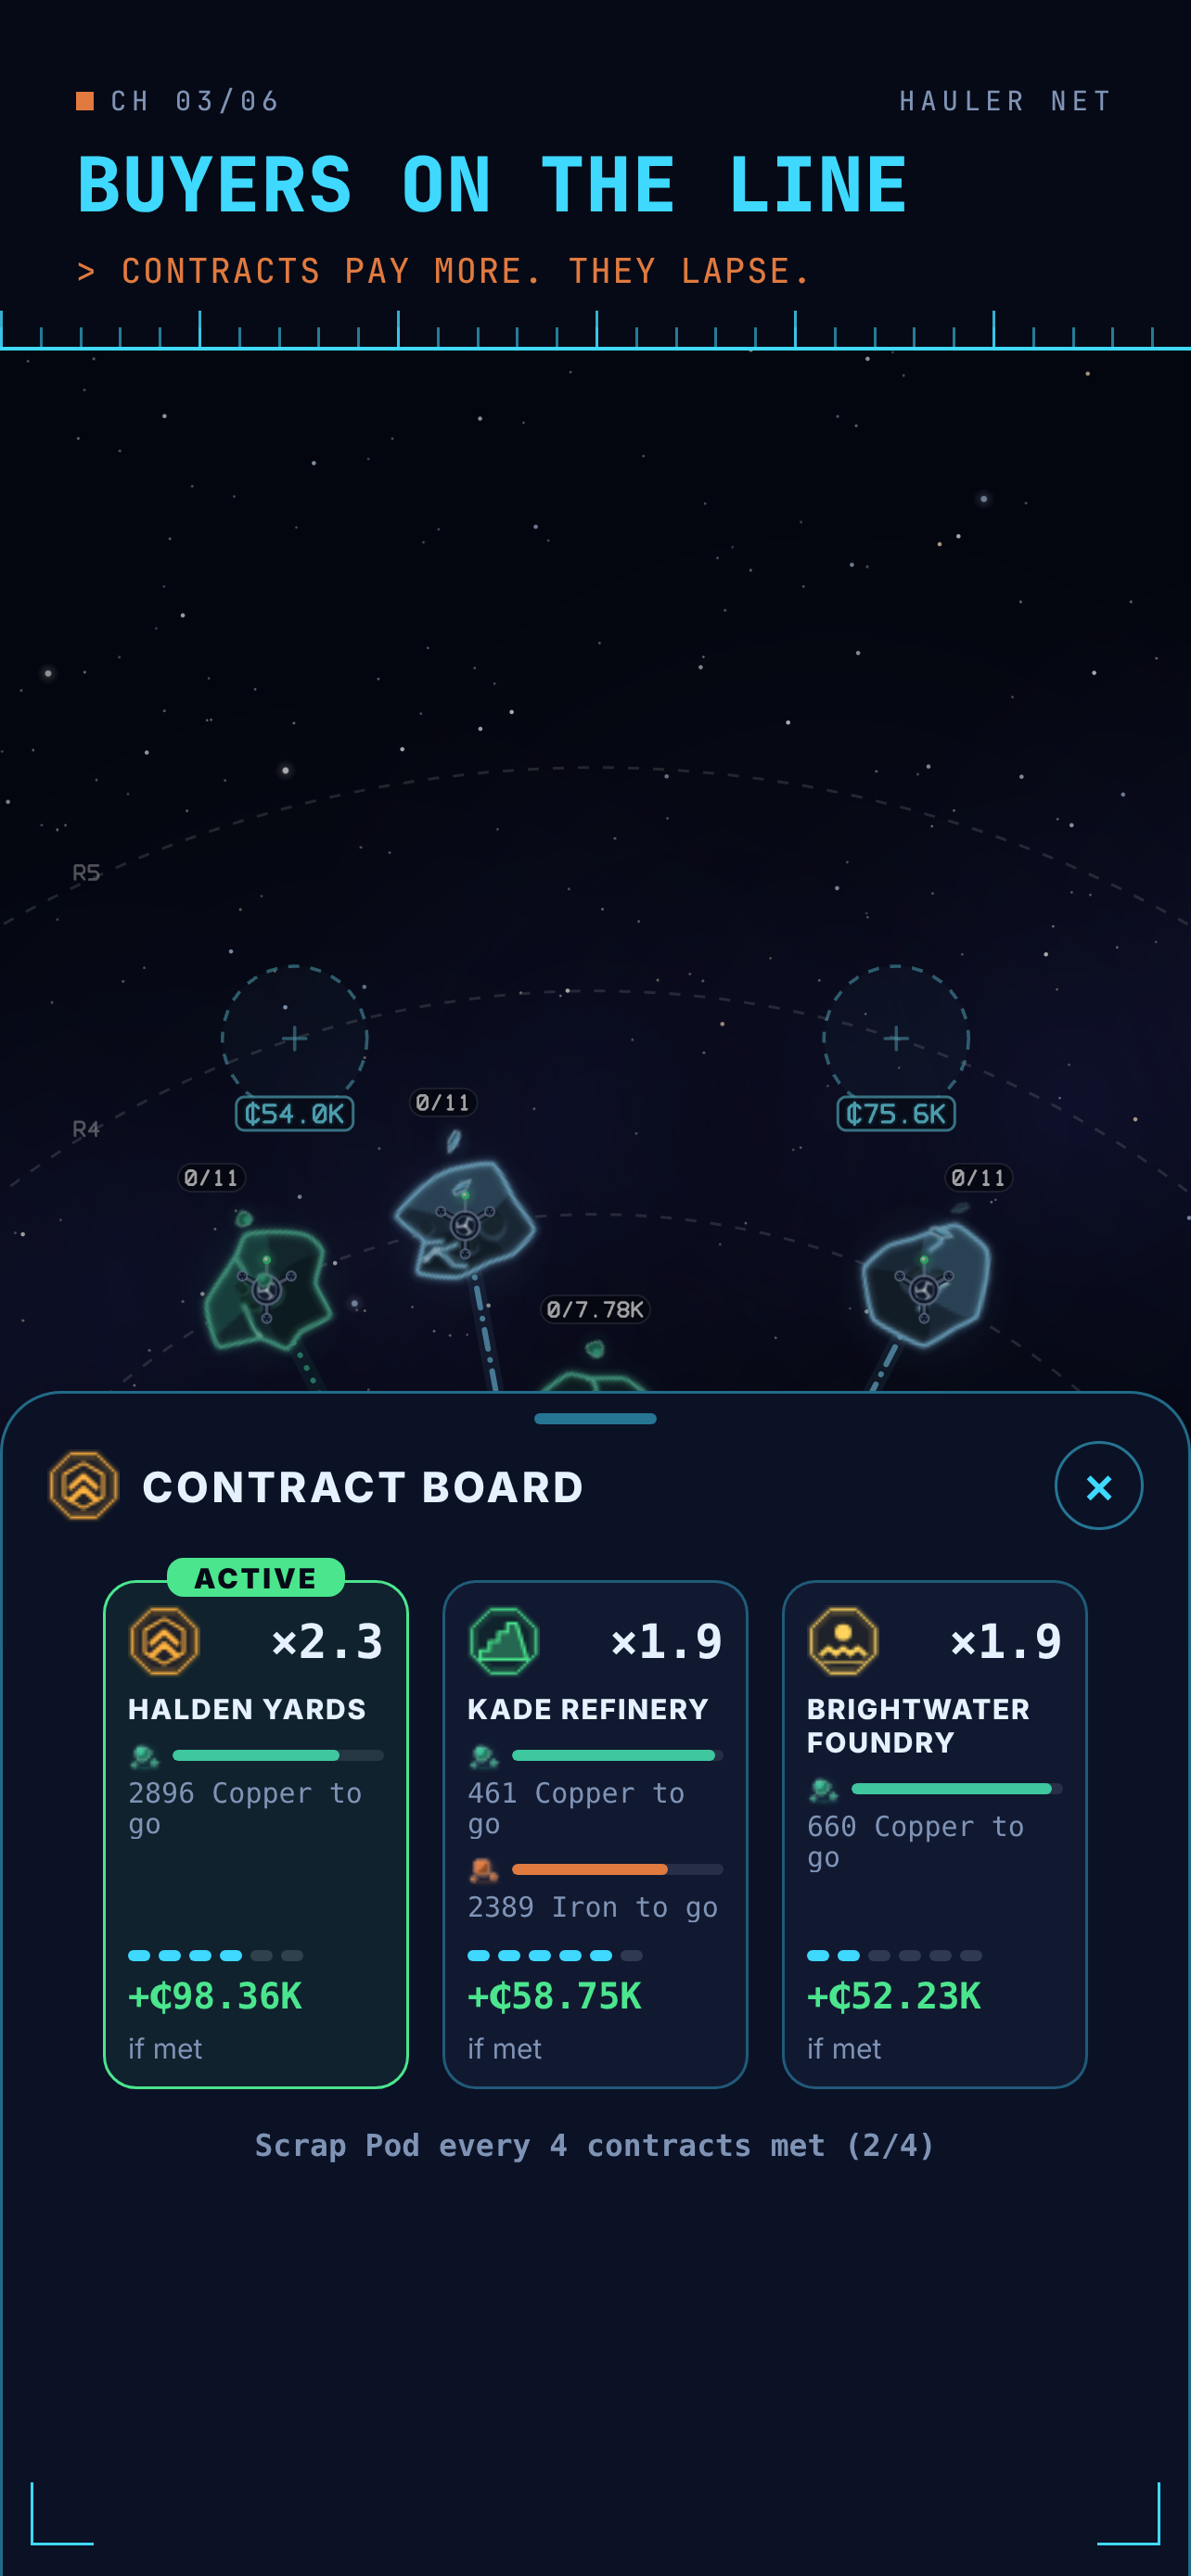 CH 03/06
HAULER NET
BUYERS ON THE LINE
> CONTRACTS PAY MORE. THEY LAPSE.
R5
₵54.0K
0/11
₵75.6K
R4
0/11
0/11
0/7.78K
CONTRACT BOARD
×
ACTIVE
×2.3
HALDEN YARDS
2896 Copper to
go
+₵98.36K
if met
×1.9
KADE REFINERY
461 Copper to
go
2389 Iron to go
+₵58.75K
if met
×1.9
BRIGHTWATER
FOUNDRY
660 Copper to
go
+₵52.23K
if met
Scrap Pod every 4 contracts met (2/4)